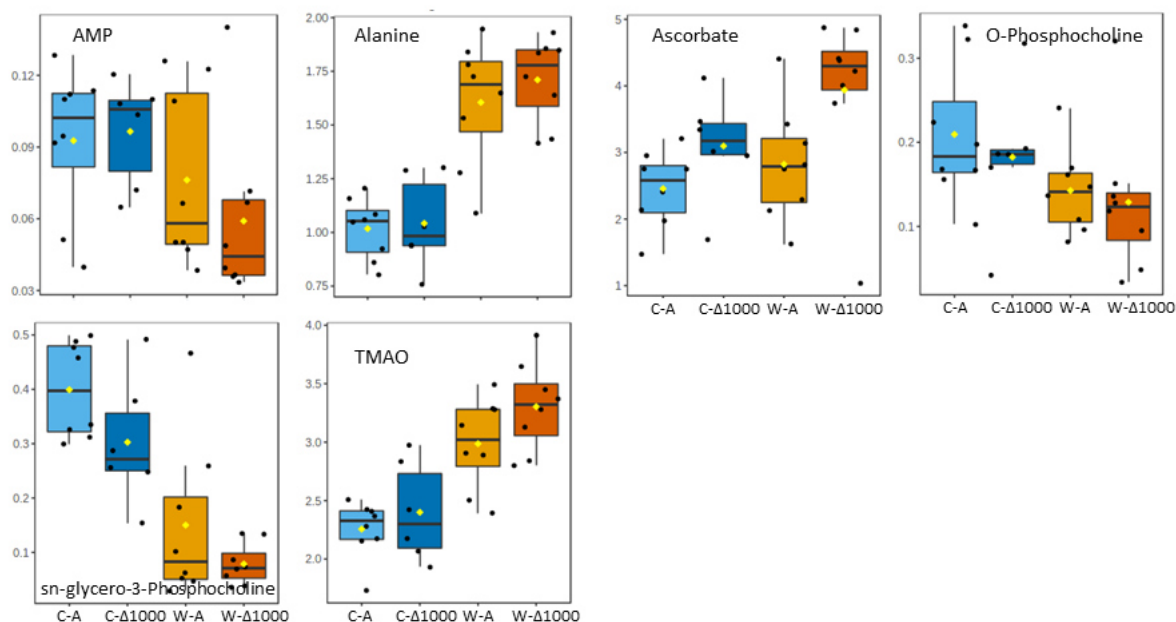 AMP
0.12
0.09
0.06
0.03
Alanine
2.00
1.75
1.50
1.25
1.00
0.75
Ascorbate
5
4
3
2
1
C-A C-Δ1000 W-A W-Δ1000
O-Phosphocholine
0.3
0.2
0.1
C-A C-Δ1000 W-A W-Δ1000
0.5
0.4
0.3
0.2
0.1
sn-glycero-3-Phosphocholine
C-A C-Δ1000 W-A W-Δ1000
TMAO
4.0
3.5
3.0
2.5
2.0
C-A C-Δ1000 W-A W-Δ1000